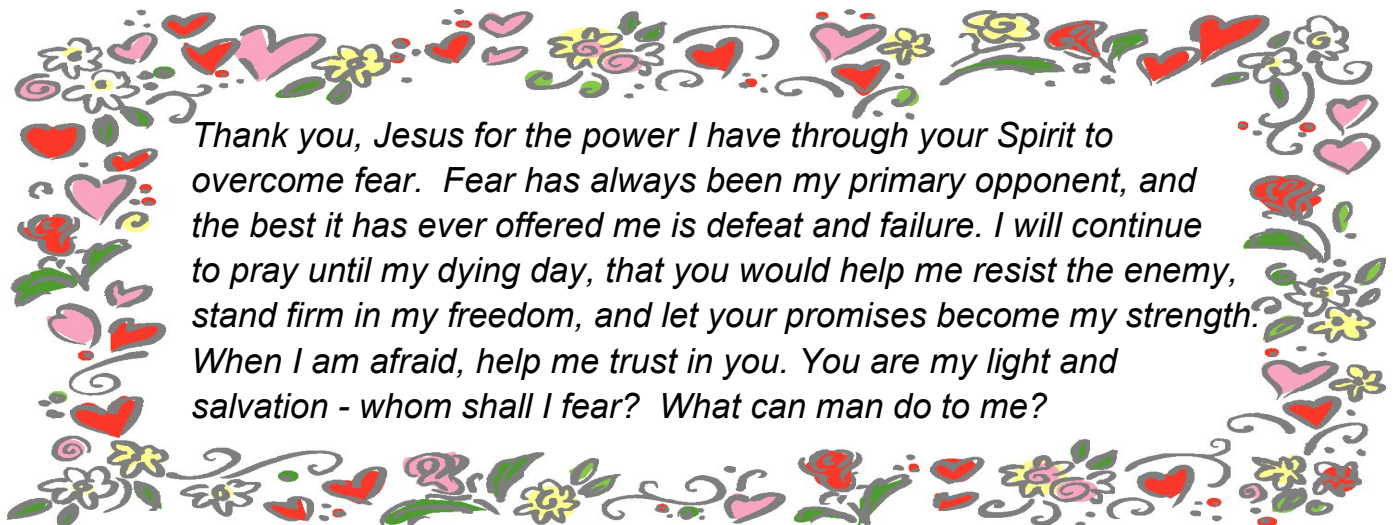 Thank you, Jesus for the power I have through your Spirit to
overcome fear.  Fear has always been my primary opponent, and
the best it has ever offered me is defeat and failure. I will continue
to pray until my dying day, that you would help me resist the enemy,
stand firm in my freedom, and let your promises become my strength.
When I am afraid, help me trust in you. You are my light and
salvation - whom shall I fear?  What can man do to me?